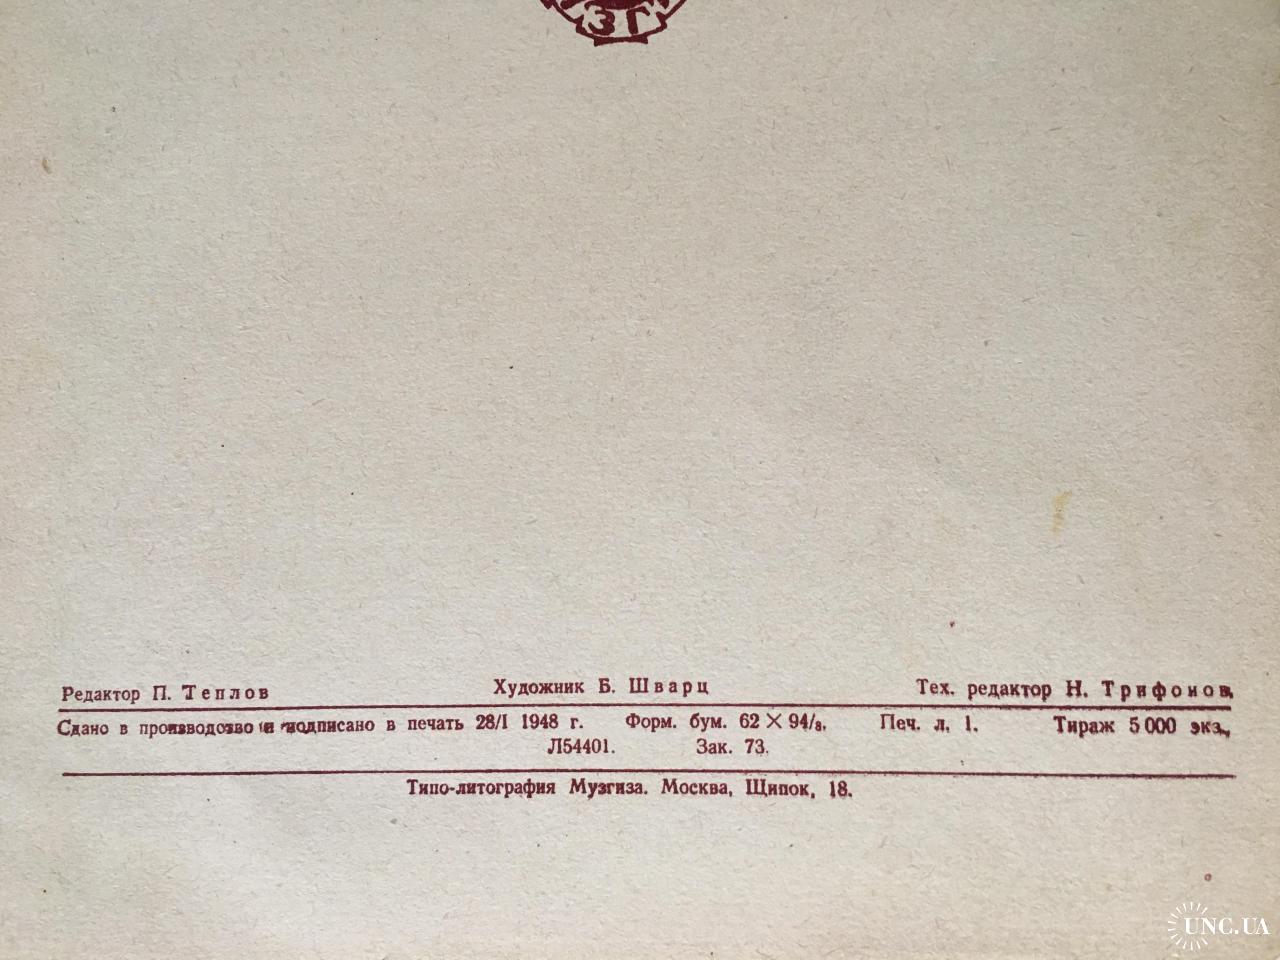 ЗГ
Редактор П. Теплов Художник Б. Шварц Тех. редактор Н. Трифонов.
Сдано в производство и подписано в печать 28/I 1948 г. Форм. бум. 62 × 94/8. Печ. л. 1. Тираж 5 000 экз.,
Л54401. Зак. 73.
Типо-литография Музгиза. Москва, Щипок, 18.
UNC.UA